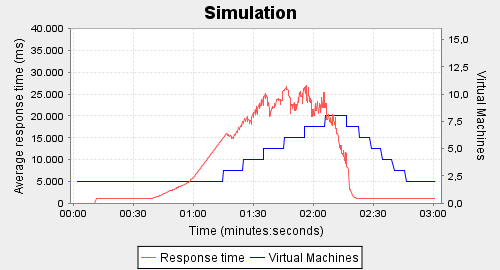 Simulation
Average response time (ms)
40.000
35.000
30.000
25.000
20.000
15.000
10.000
5.000
0
15,0
12,5
10,0
7,5
5,0
2,5
0,0
Virtual Machines
00:00 00:30 01:00 01:30 02:00 02:30 03:00
Time (minutes:seconds)
Response time Virtual Machines